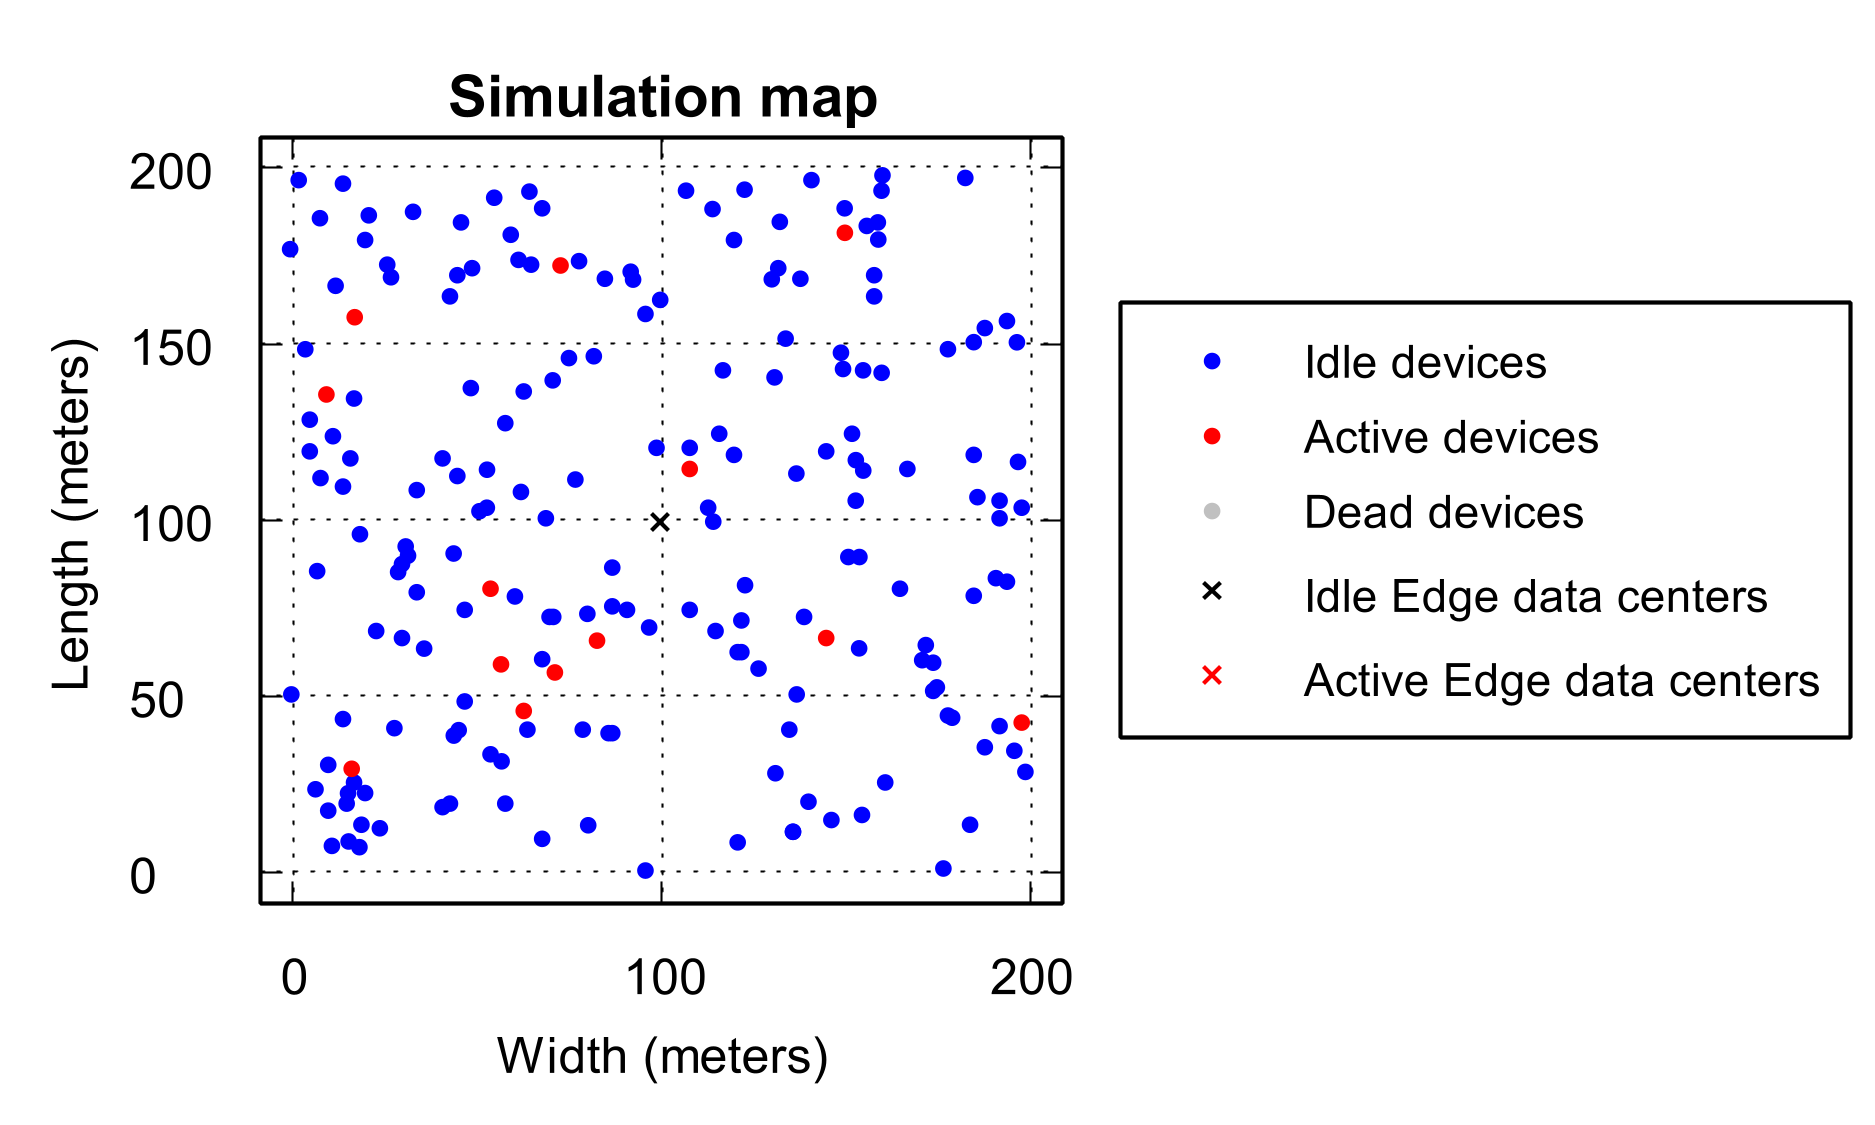 Simulation map
200
150
100
50
0
Length (meters)
0 100 200
Width (meters)
Idle devices
Active devices
Dead devices
Idle Edge data centers
Active Edge data centers